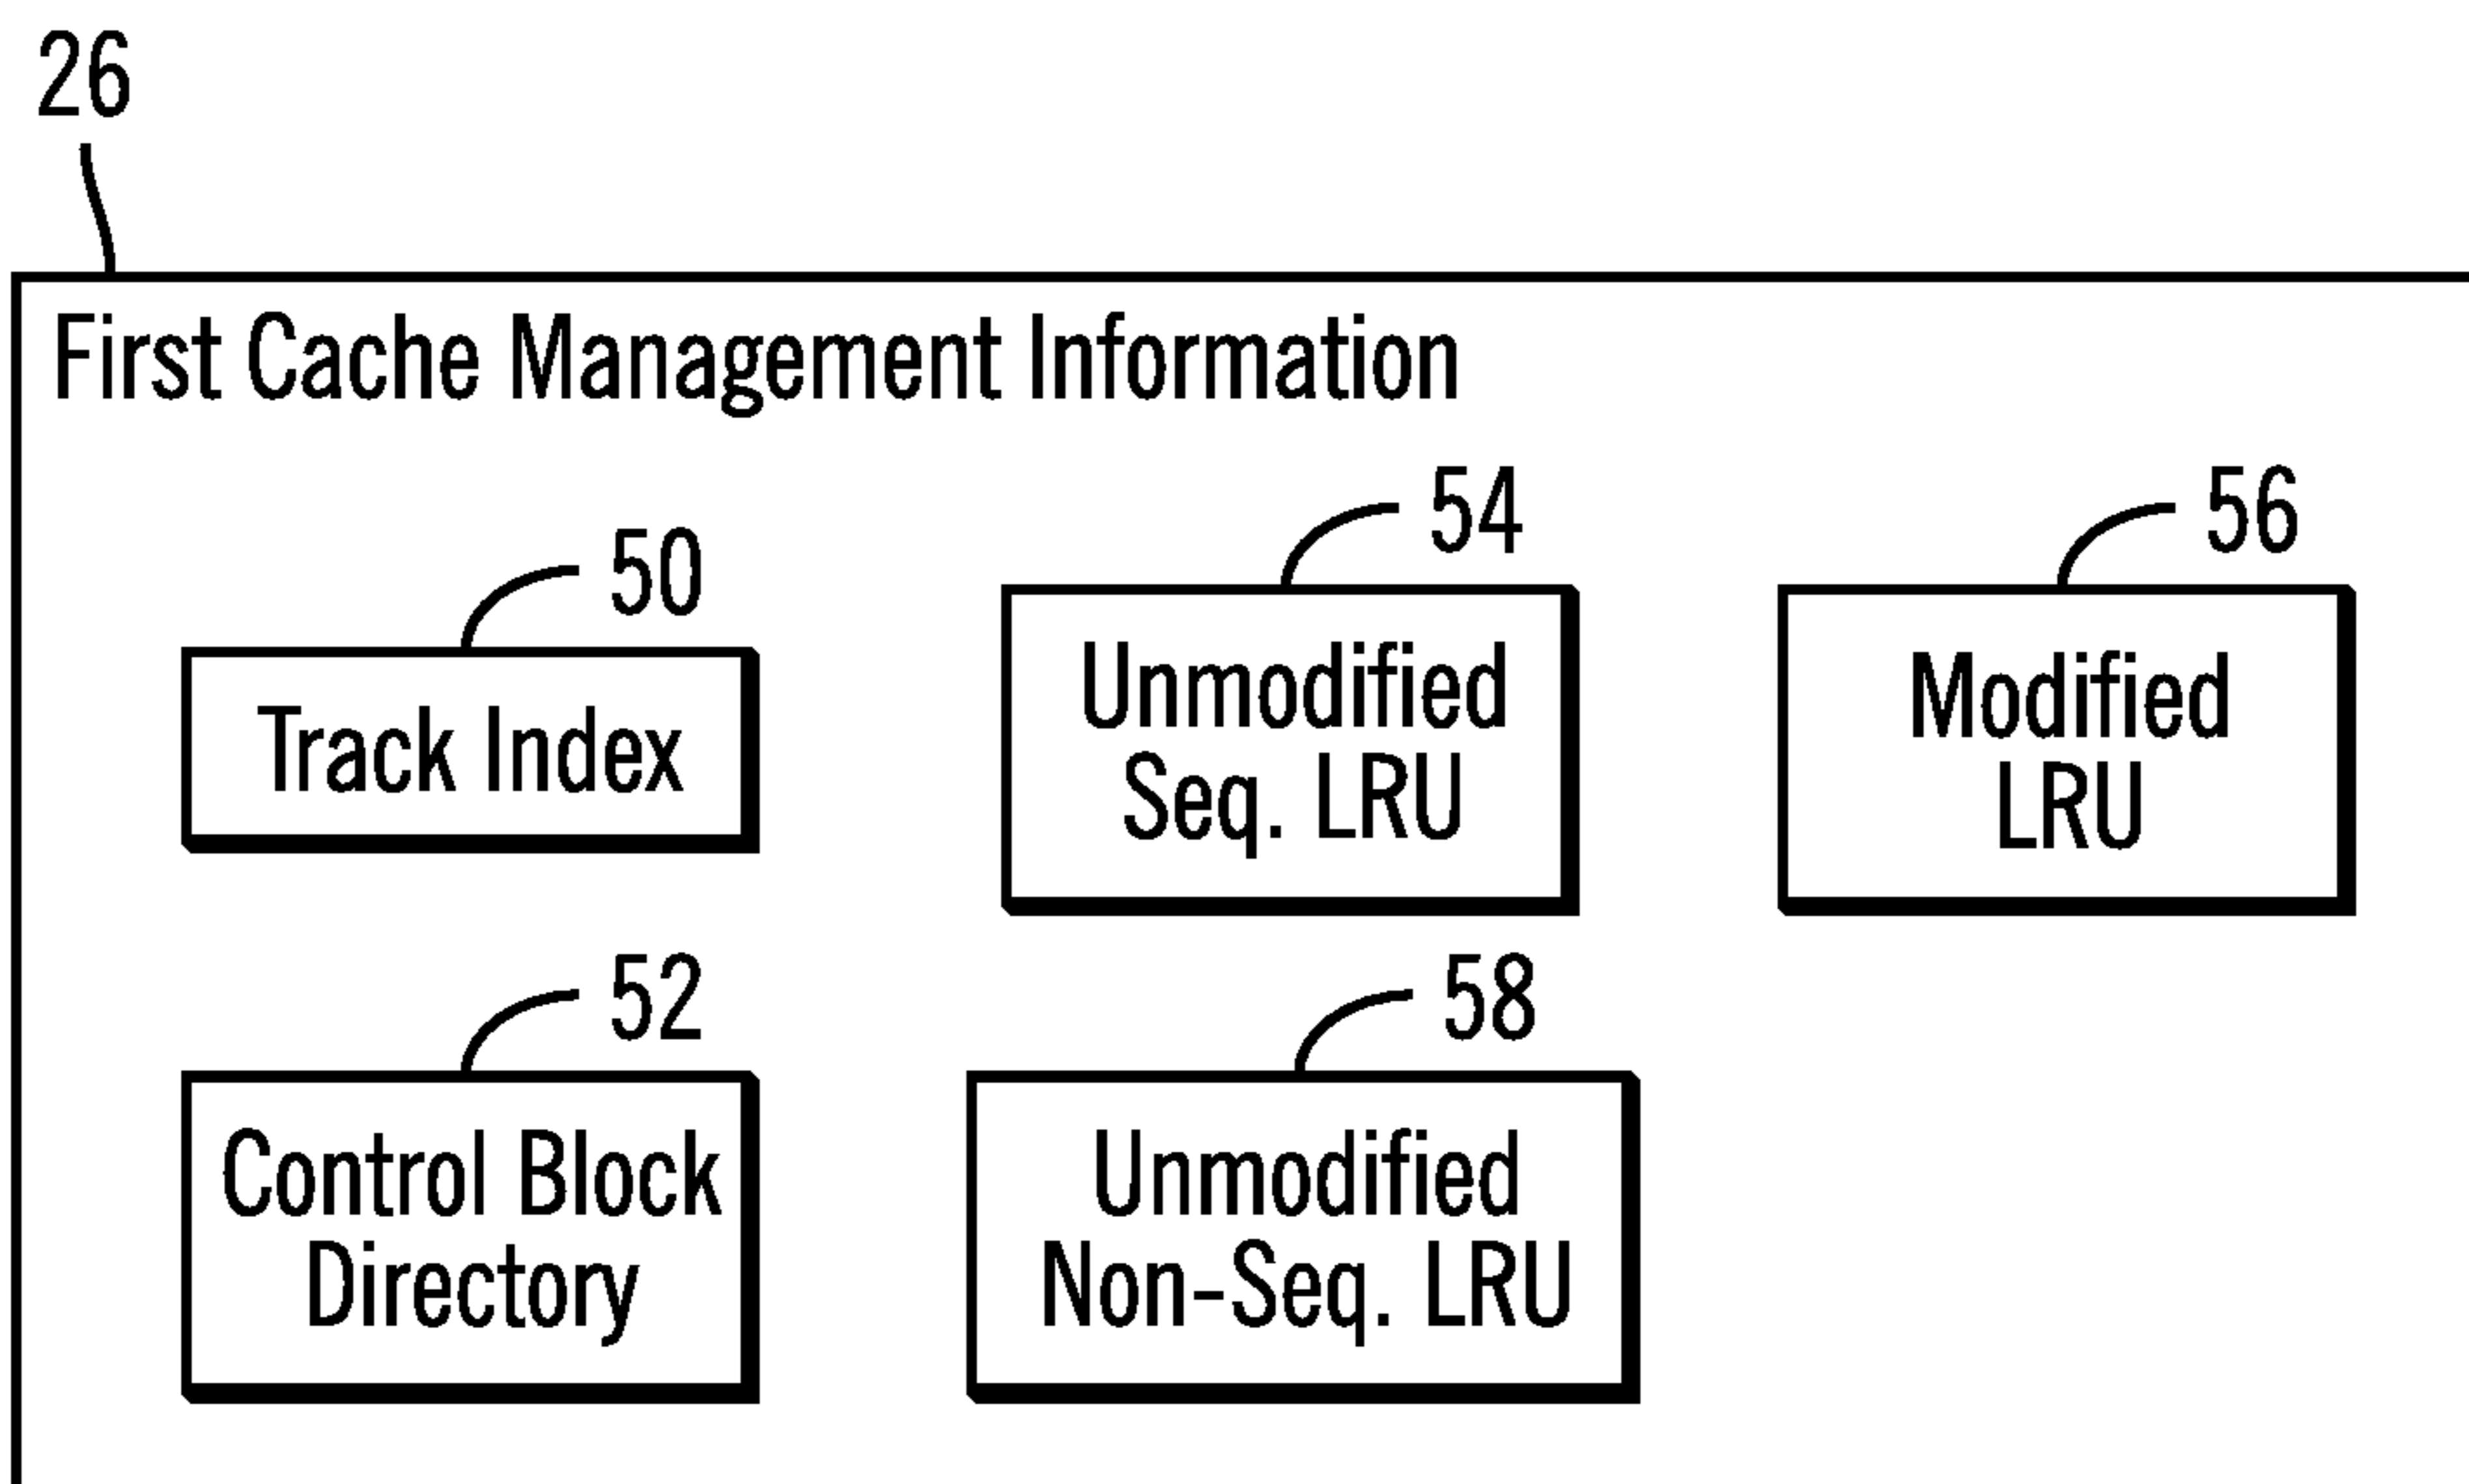 26
First Cache Management Information
50
Track Index
54
Unmodified
Seq. LRU
56
Modified
LRU
52
Control Block
Directory
58
Unmodified
Non-Seq. LRU